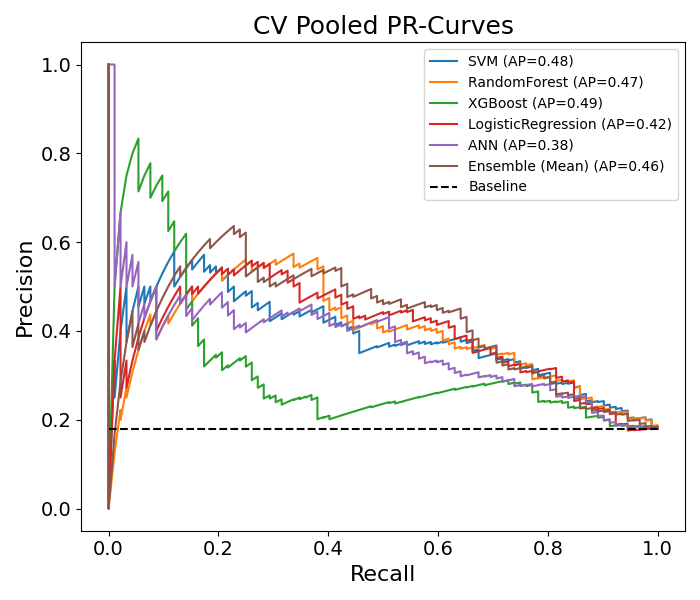 CV Pooled PR-Curves
SVM (AP=0.48)
RandomForest (AP=0.47)
XGBoost (AP=0.49)
LogisticRegression (AP=0.42)
ANN (AP=0.38)
Ensemble (Mean) (AP=0.46)
Baseline
Precision
1.0
0.8
0.6
0.4
0.2
0.0
0.0 0.2 0.4 0.6 0.8 1.0
Recall